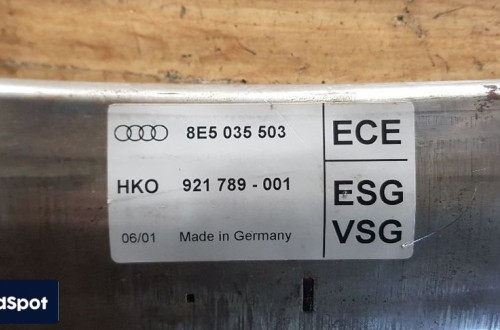 8E5 035 503
ECE
HKO 921 789 - 001
ESG
VSG
06/01 Made in Germany
dSpot